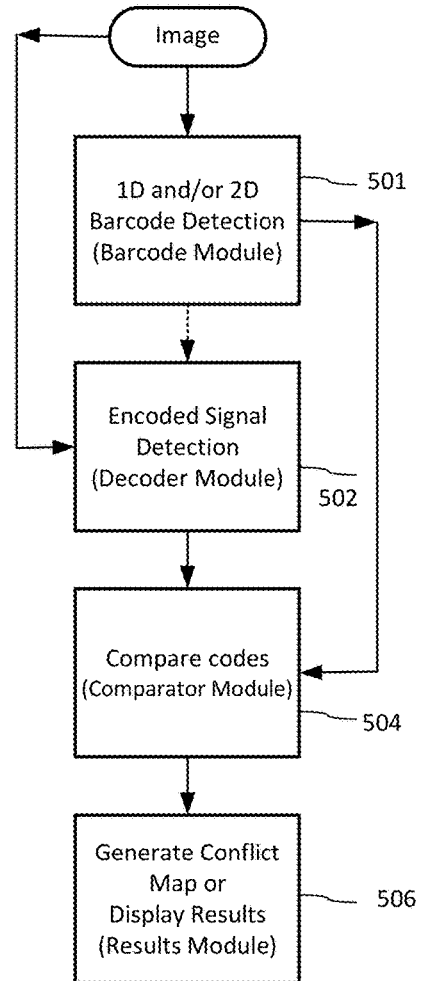 Image
1D and/or 2D
Barcode Detection
(Barcode Module)
501
Encoded Signal
Detection
(Decoder Module)
502
Compare codes
(Comparator Module)
504
Generate Conflict
Map or
Display Results
(Results Module)
506